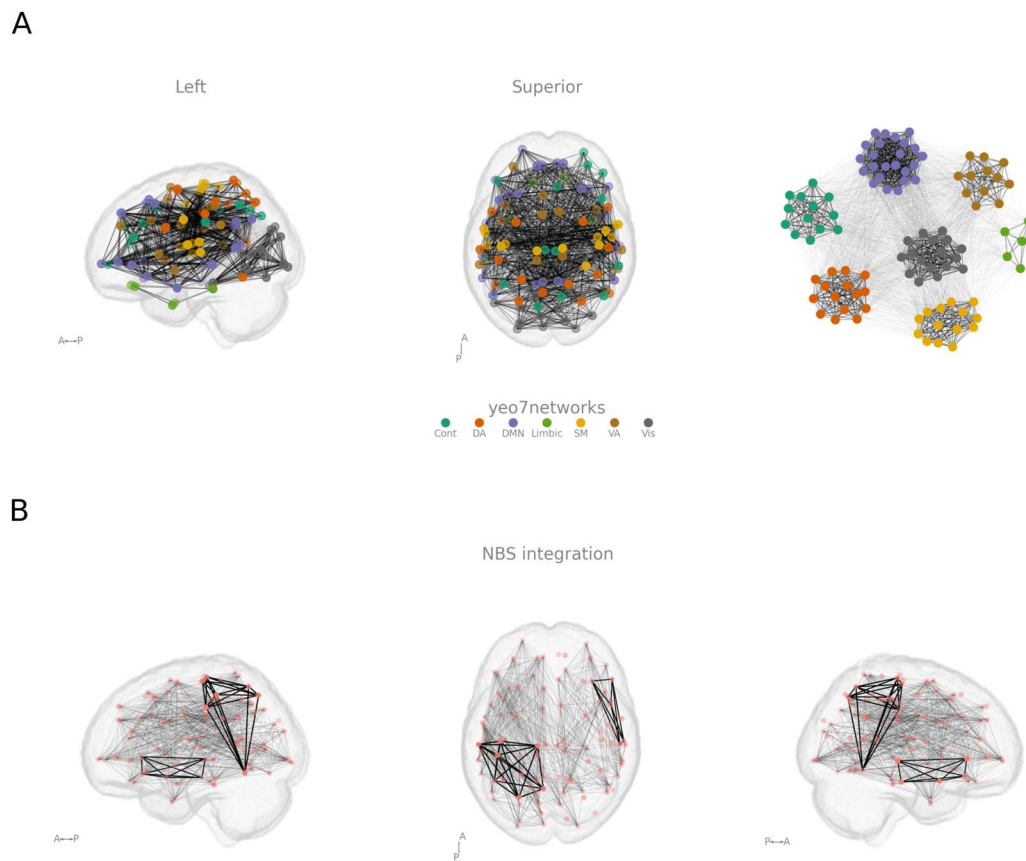 A
Left
Superior
A↔P
A
P
yeo7networks
Cont DA DMN Limbic SM VA Vis
B
NBS integration
A↔P
A
P
P↔A